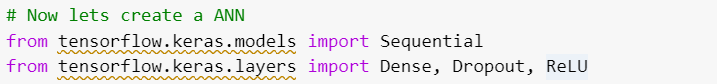 # Now lets create a ANN
from tensorflow.keras.models import Sequential
from tensorflow.keras.layers import Dense, Dropout, ReLU